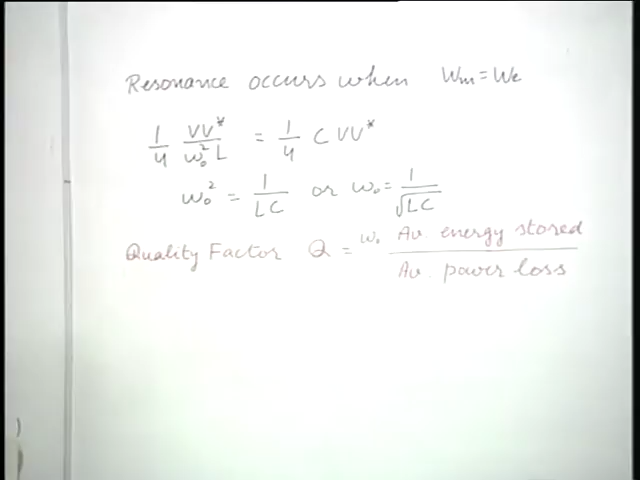 Resonance occurs when Wm = We
1/4 VV*/ω₀²L = 1/4 C VV*
ω₀² = 1/LC or ω₀ = 1/√LC
Quality Factor Q = ω₀ Av. energy stored / Av. power loss